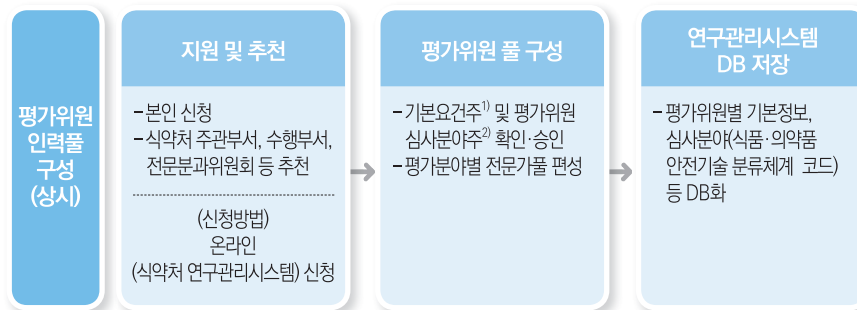 평가위원
인력풀
구성
(상시)
지원 및 추천
-본인 신청
-식약처 주관부서, 수행부서,
전문분과위원회 등 추천
(신청방법)
온라인
(식약처 연구관리시스템) 신청
평가위원 풀 구성
-기본요건주1) 및 평가위원
심사분야주2) 확인·승인
-평가분야별 전문가풀 편성
연구관리시스템
DB 저장
-평가위원별 기본정보,
심사분야(식품·의약품
안전기술 분류체계 코드)
등 DB화